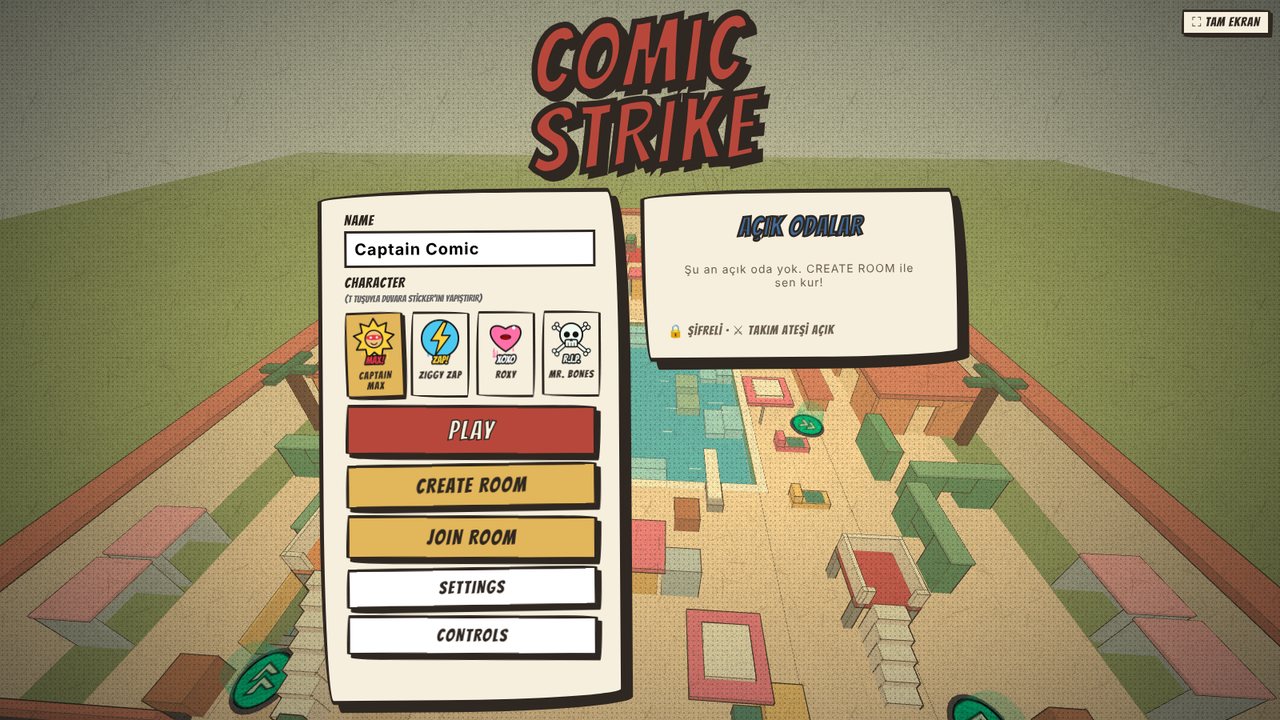 COMIC
STRIKE
⛶ TAM EKRAN
NAME
Captain Comic
CHARACTER
(T TUŞUYLA DUVARA STİCKER'INI YAPIŞTIRIR)
MAX!
CAPTAIN
MAX
ZAP!
ZIGGY ZAP
XOXO
ROXY
R.I.P.
MR. BONES
PLAY
CREATE ROOM
JOIN ROOM
SETTINGS
CONTROLS
AÇIK ODALAR
Şu an açık oda yok. CREATE ROOM ile
sen kur!
🔒 ŞİFRELİ · ⚔ TAKIM ATEŞİ AÇIK